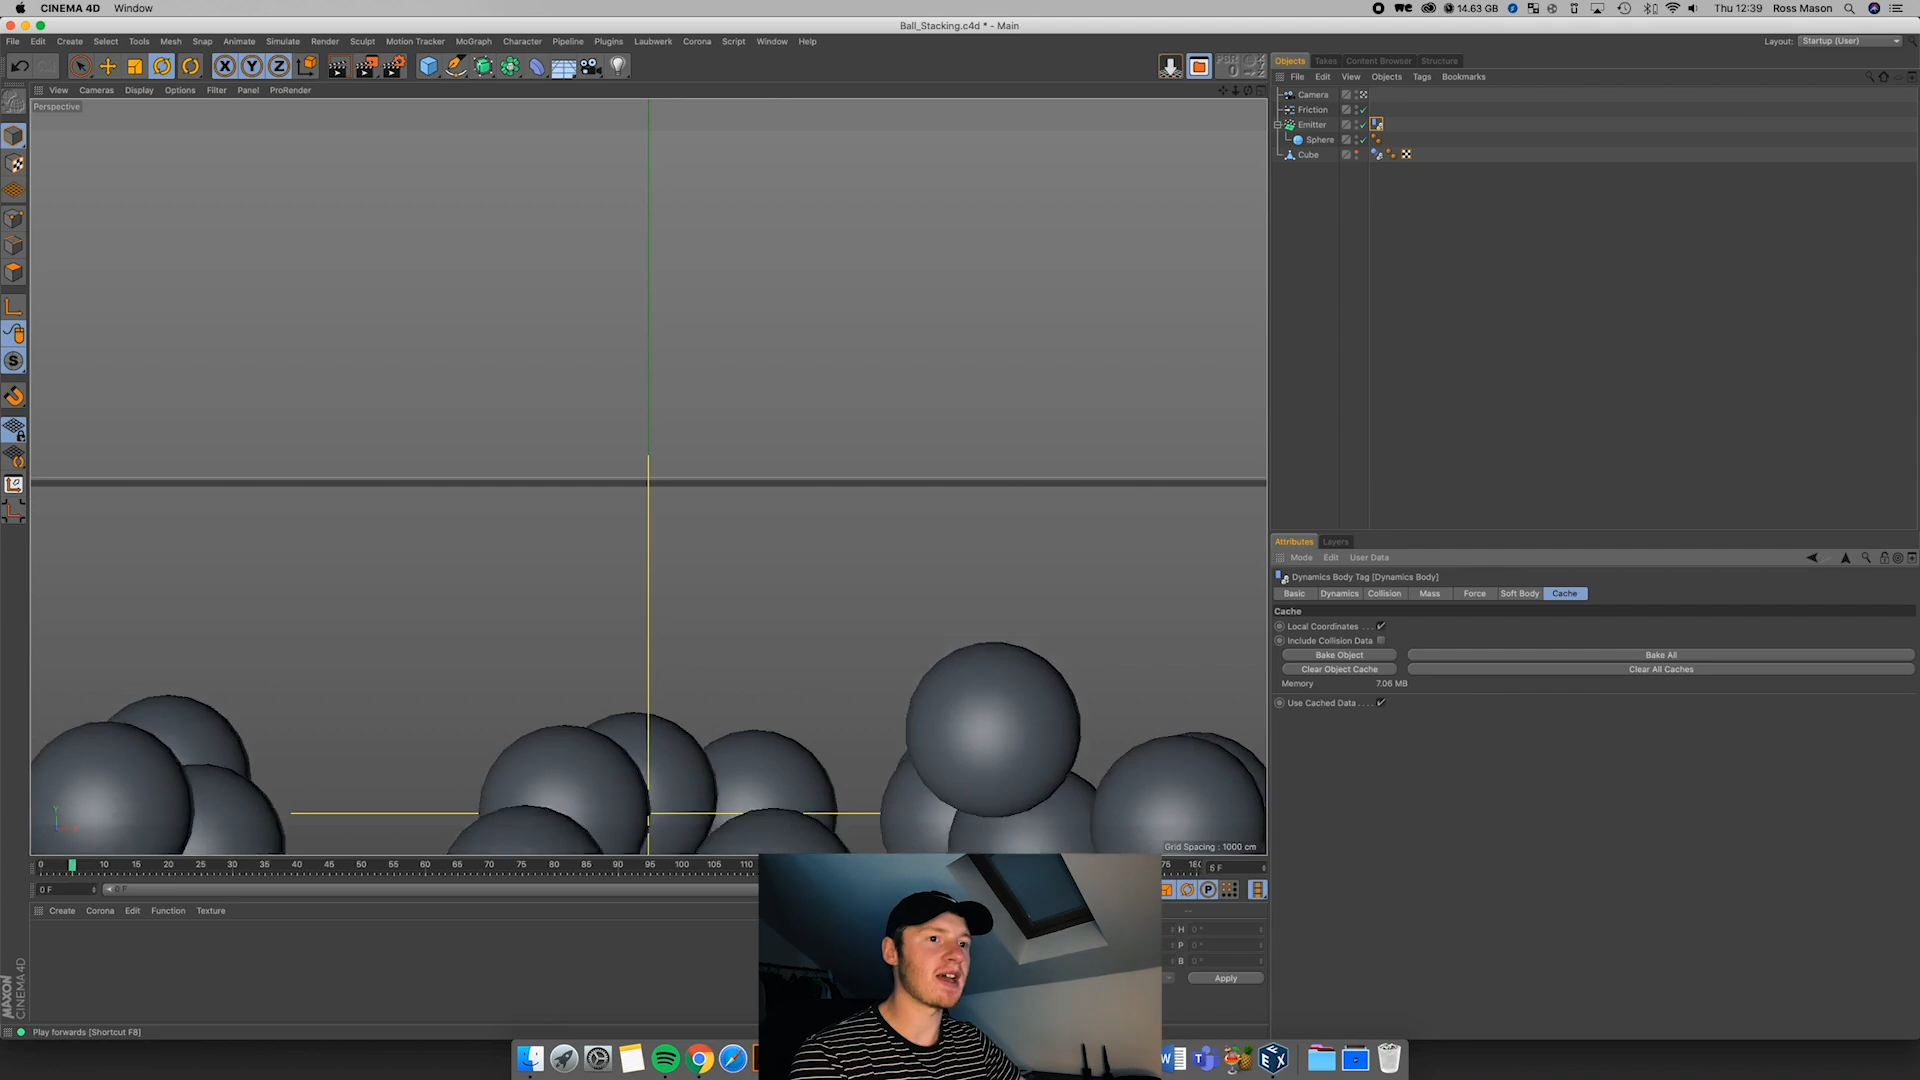 CINEMA 4D Window
14.63 GB Thu 12:39 Ross Mason
Ball_Stacking.c4d * - Main
File Edit Create Select Tools Mesh Snap Animate Simulate Render Sculpt Motion Tracker MoGraph Character Pipeline Plugins Laubwerk Corona Script Window Help
Layout: Startup (User)
X Y Z
PSR
0
Objects Takes Content Browser Structure
File Edit View Objects Tags Bookmarks
View Cameras Display Options Filter Panel ProRender
Perspective
Camera
Friction
Emitter
Sphere
Cube
Attributes Layers
Mode Edit User Data
Dynamics Body Tag [Dynamics Body]
Basic Dynamics Collision Mass Force Soft Body Cache
Cache
Local Coordinates
Include Collision Data
Bake Object Bake All
Clear Object Cache Clear All Caches
Memory 7.06 MB
Use Cached Data
Grid Spacing : 1000 cm
0 10 15 20 25 30 35 40 45 50 55 60 65 70 75 80 85 90 95 100 105 110 75 180 5 F
0 F 0 F
P
Create Corona Edit Function Texture
H 0 °
P 0 °
B 0 °
Apply
MAXON
CINEMA 4D
Play forwards [Shortcut F8]
W T EX